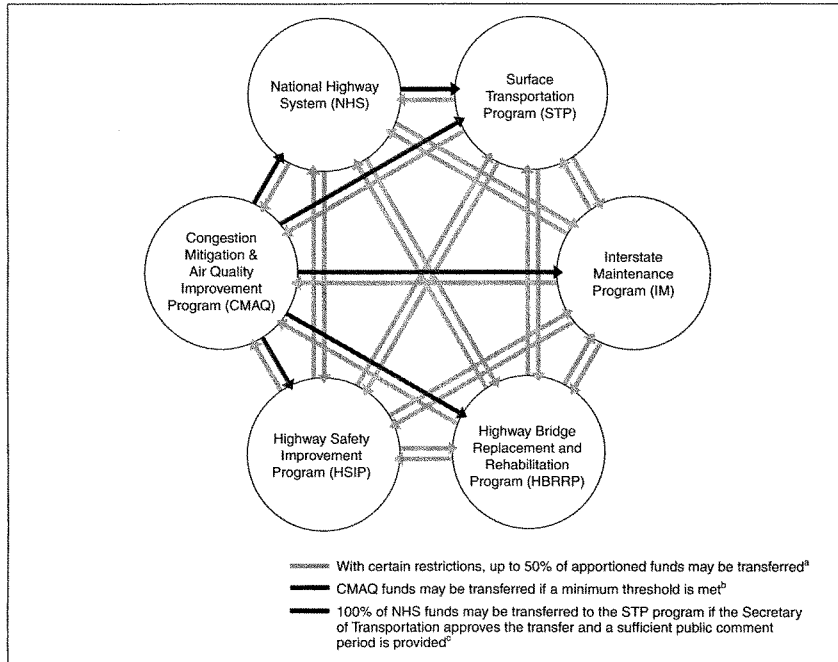 National Highway
System (NHS)
Surface
Transportation
Program (STP)
Congestion
Mitigation &
Air Quality
Improvement
Program (CMAQ)
Interstate
Maintenance
Program (IM)
Highway Safety
Improvement
Program (HSIP)
Highway Bridge
Replacement and
Rehabilitation
Program (HBRRP)
With certain restrictions, up to 50% of apportioned funds may be transferredᵃ
CMAQ funds may be transferred if a minimum threshold is metᵇ
100% of NHS funds may be transferred to the STP program if the Secretary
of Transportation approves the transfer and a sufficient public comment
period is providedᶜ